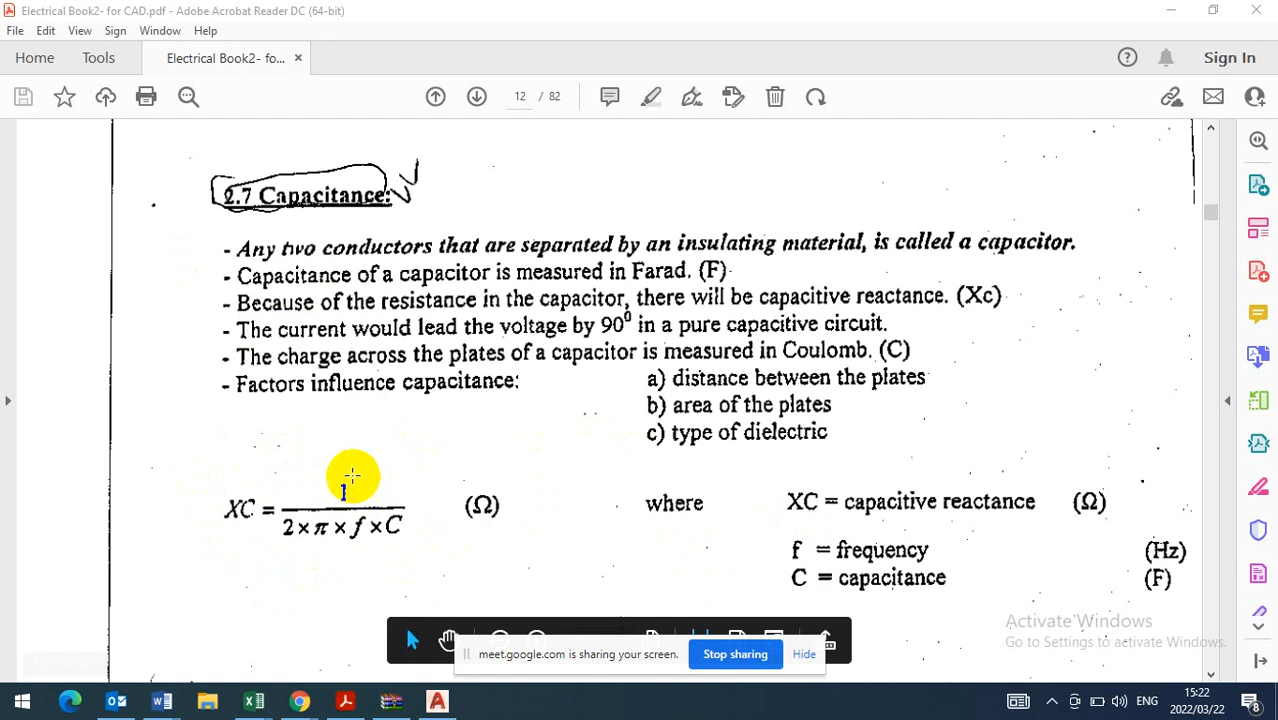 Electrical Book2- for CAD.pdf - Adobe Acrobat Reader DC (64-bit)
File Edit View Sign Window Help
Home Tools Electrical Book2- for... × Sign In
12 / 82
2.7 Capacitance:
- Any two conductors that are separated by an insulating material, is called a capacitor.
- Capacitance of a capacitor is measured in Farad. (F)
- Because of the resistance in the capacitor, there will be capacitive reactance. (Xc)
- The current would lead the voltage by 90⁰ in a pure capacitive circuit.
- The charge across the plates of a capacitor is measured in Coulomb. (C)
- Factors influence capacitance: a) distance between the plates
b) area of the plates
c) type of dielectric
1
XC = (Ω) where XC = capacitive reactance (Ω)
2 × π × f × C
f = frequency (Hz)
C = capacitance (F)
Activate Windows
Go to Settings to activate Windows.
meet.google.com is sharing your screen. Stop sharing Hide
ENG
15:22
2022/03/22
8